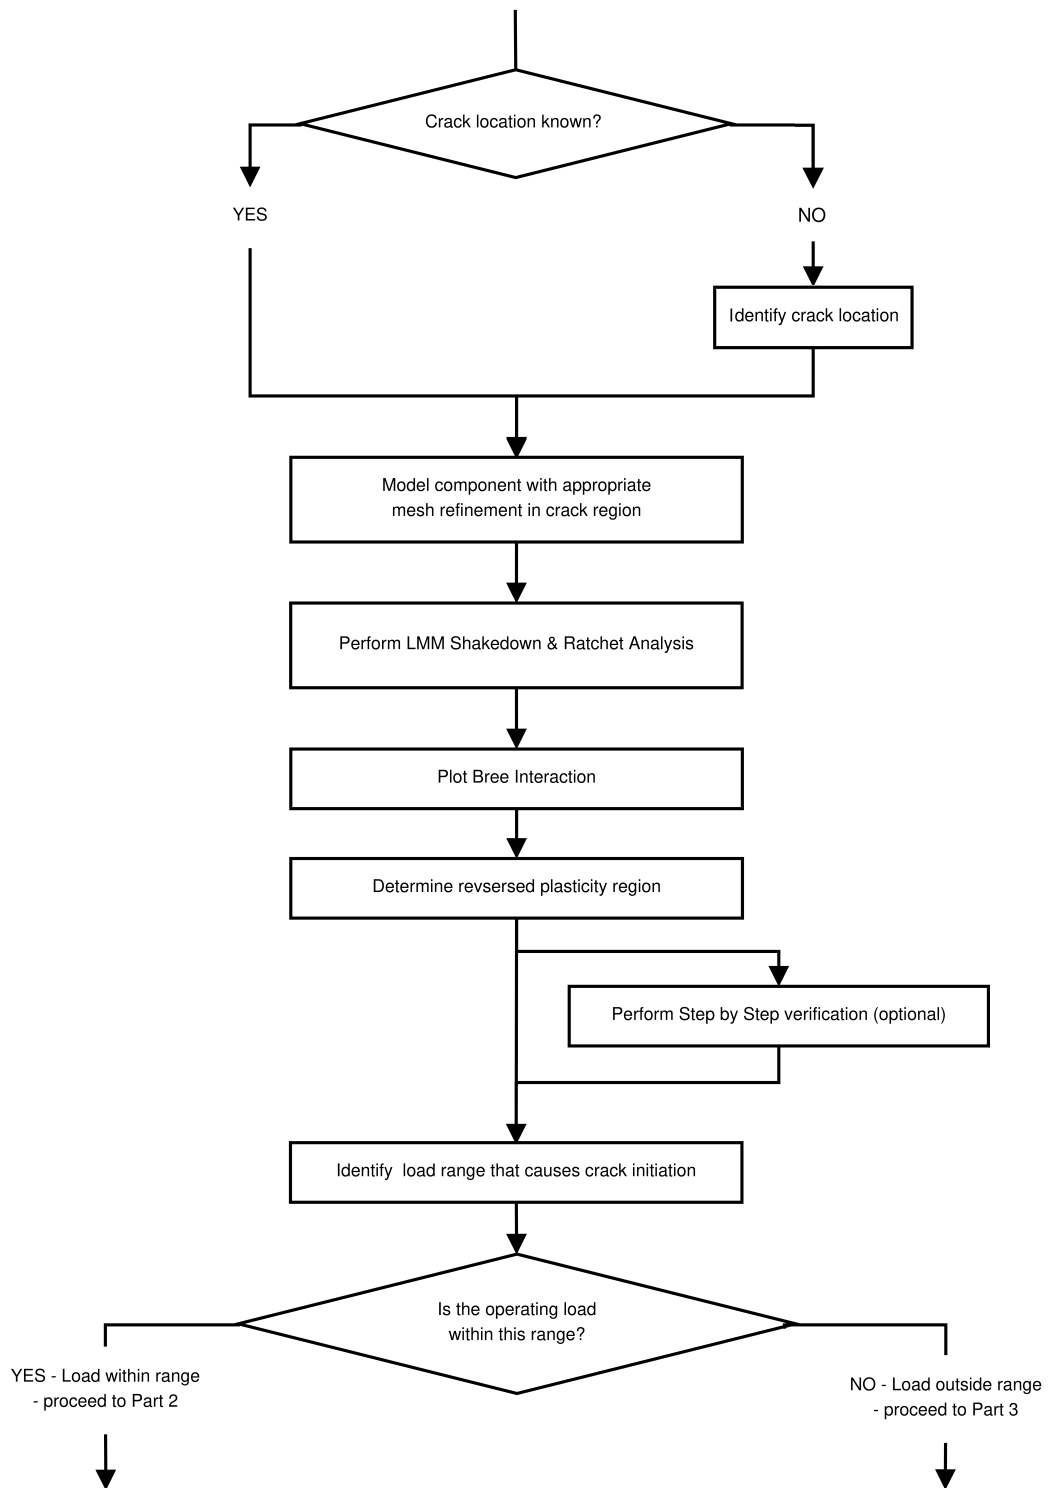 Crack location known?
YES
NO
Identify crack location
Model component with appropriate
mesh refinement in crack region
Perform LMM Shakedown & Ratchet Analysis
Plot Bree Interaction
Determine revsersed plasticity region
Perform Step by Step verification (optional)
Identify  load range that causes crack initiation
Is the operating load
within this range?
YES - Load within range
- proceed to Part 2
NO - Load outside range
- proceed to Part 3